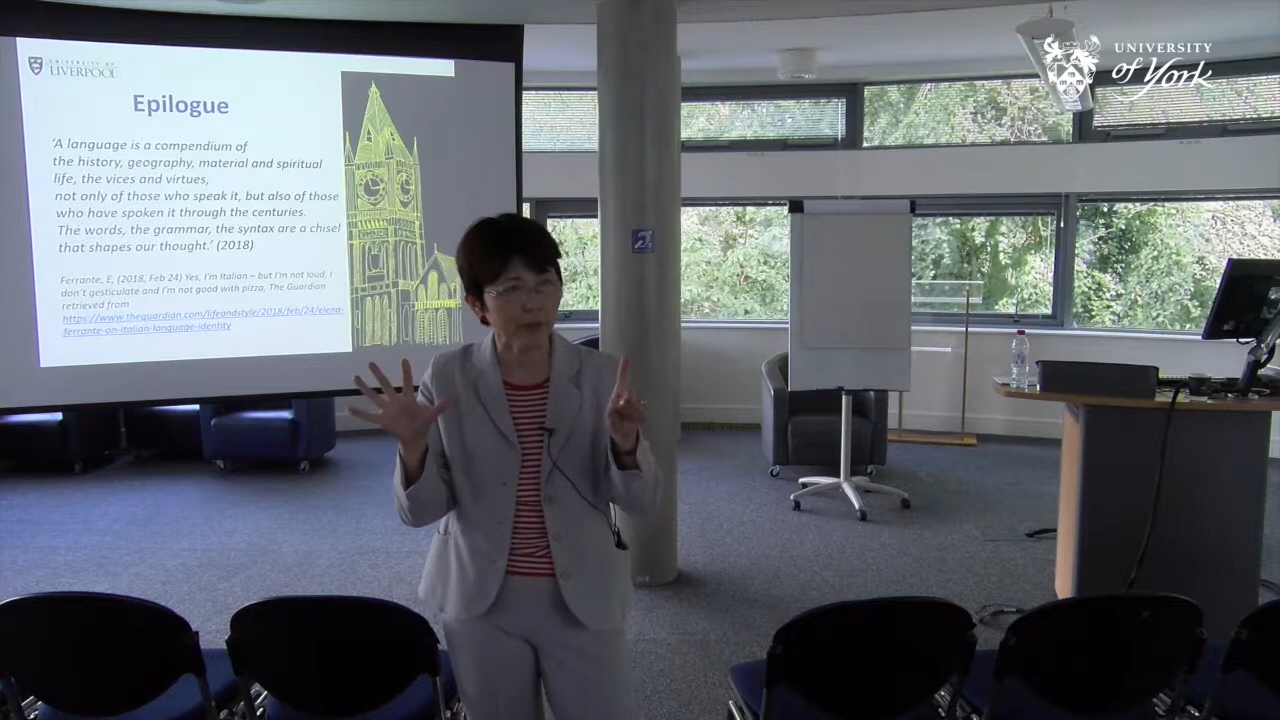 UNIVERSITY OF
LIVERPOOL
Epilogue
‘A language is a compendium of
the history, geography, material and spiritual
life, the vices and virtues,
not only of those who speak it, but also of those
who have spoken it through the centuries.
The words, the grammar, the syntax are a chisel
that shapes our thought.’ (2018)
Ferrante, E. (2018, Feb 24) Yes, I’m Italian – but I’m not loud, I
don’t gesticulate and I’m not good with pizza, The Guardian
retrieved from
https://www.theguardian.com/lifeandstyle/2018/feb/24/elena-
ferrante-on-italian-language-identity
UNIVERSITY
of York
T